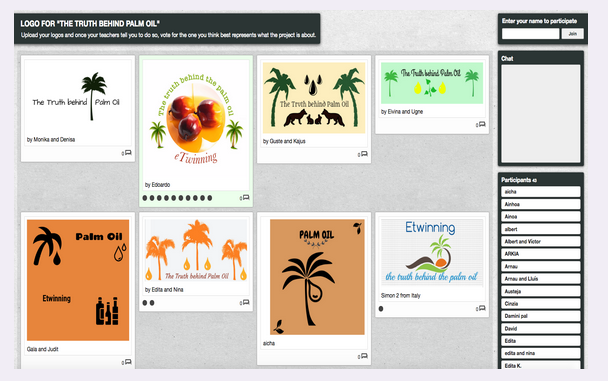 LOGO FOR "THE TRUTH BEHIND PALM OIL"
Upload your logos and once your teachers tell you to do so, vote for the one you think best represents what the project is about.
The Truth behind Palm Oil
by Monika and Denisa
0
The truth behind the palm oil
eTwinning
by Edoardo
0
The Truth behind Palm Oil
by Guste and Kajus
0
The Truth behind Palm Oil
by Elvina and Ugne
0
Palm Oil
Etwinning
Gala and Judit
0
The Truth behind Palm Oil
by Edita and Nina
0
PALM OIL
aicha
0
Etwinning
the truth behind the palm oil
Simon 2 from Italy
0
Enter your name to participate
Join
Chat
Participants 43
aicha
Ainhoa
Ainoa
albert
Albert and Victor
ARKIA
Arnau
Arnau and Lluis
Austeja
Cinzia
Damini pal
David
Edita
edita and nina
Edita K.